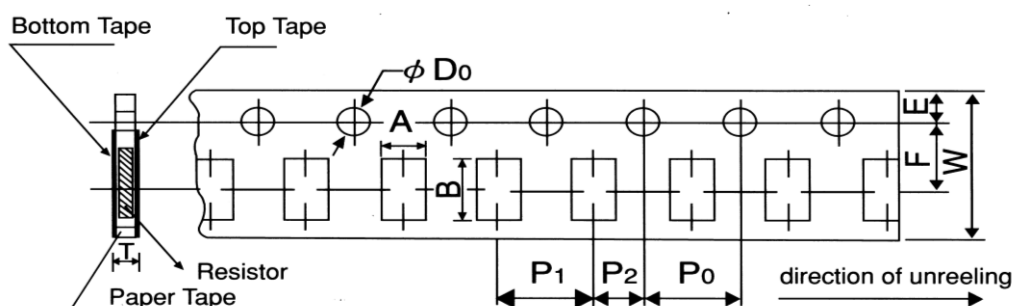 Bottom Tape
Top Tape
ϕ D₀
A
B
E
F
W
T
Resistor
Paper Tape
P₁
P₂
P₀
direction of unreeling